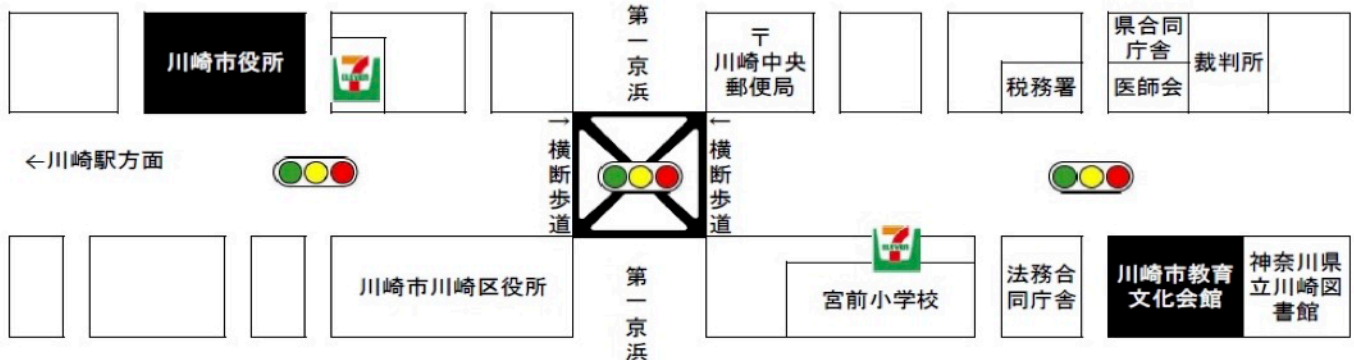 川崎市役所
7
ELEVEN
第一京浜
〒
川崎中央
郵便局
税務署
県合同
庁舎
医師会
裁判所
←川崎駅方面
→横断歩道
←横断歩道
川崎市川崎区役所
第一京浜
7
ELEVEN
宮前小学校
法務合
同庁舎
川崎市教育
文化会館
神奈川県
立川崎図
書館